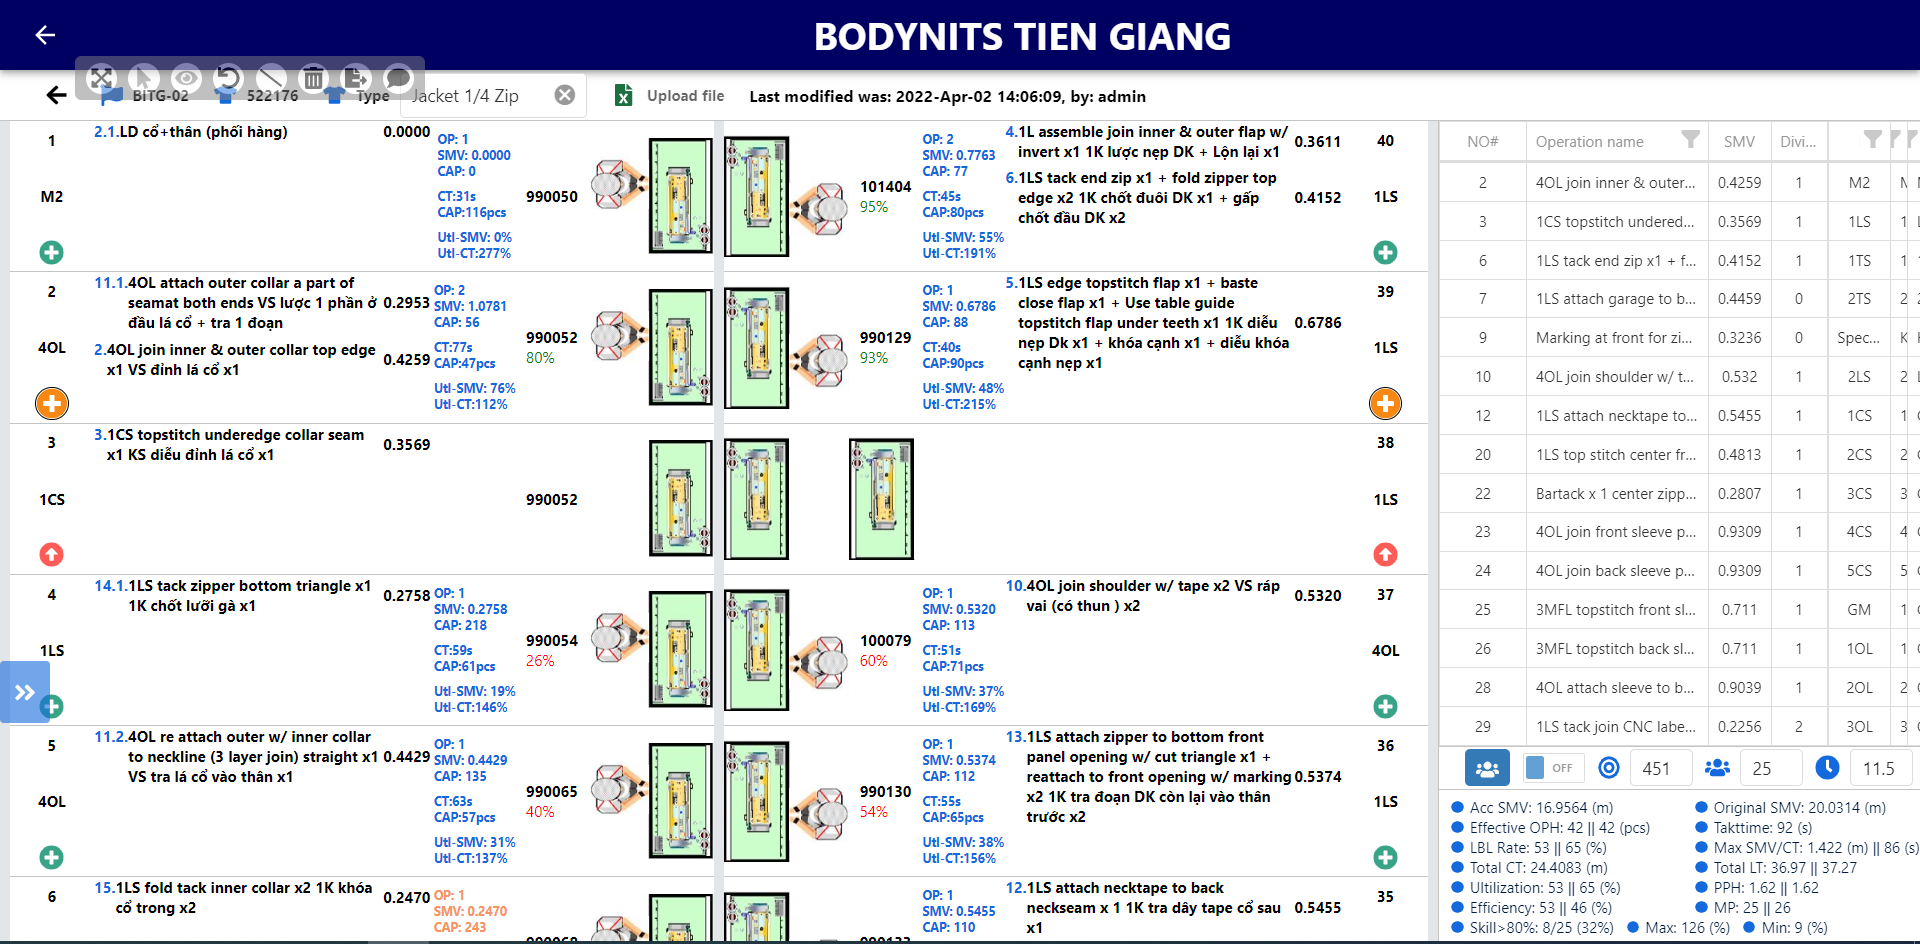 BODYNITS TIEN GIANG
BITG-02
522176
Type
Jacket 1/4 Zip
Upload file
Last modified was: 2022-Apr-02 14:06:09, by: admin
1
M2
2.1.LD cổ+thân (phối hàng)
0.0000
OP: 1
SMV: 0.0000
CAP: 0
CT:31s
CAP:116pcs
Utl-SMV: 0%
Utl-CT:277%
990050
101404
95%
OP: 2
SMV: 0.7763
CAP: 77
CT:45s
CAP:80pcs
Utl-SMV: 55%
Utl-CT:191%
4.1L assemble join inner & outer flap w/
invert x1 1K lược nẹp DK + Lộn lại x1
0.3611
6.1LS tack end zip x1 + fold zipper top
edge x2 1K chốt đuôi DK x1 + gấp
chốt đầu DK x2
0.4152
40
1LS
2
4OL
11.1.4OL attach outer collar a part of
seamat both ends VS lược 1 phần ở
đầu lá cổ + tra 1 đoạn
0.2953
2.4OL join inner & outer collar top edge
x1 VS đỉnh lá cổ x1
0.4259
OP: 2
SMV: 1.0781
CAP: 56
CT:77s
CAP:47pcs
Utl-SMV: 76%
Utl-CT:112%
990052
80%
990129
93%
OP: 1
SMV: 0.6786
CAP: 88
CT:40s
CAP:90pcs
Utl-SMV: 48%
Utl-CT:215%
5.1LS edge topstitch flap x1 + baste
close flap x1 + Use table guide
topstitch flap under teeth x1 1K diễu
nẹp Dk x1 + khóa cạnh x1 + diễu khóa
cạnh nẹp x1
0.6786
39
1LS
3
1CS
3.1CS topstitch underedge collar seam
x1 KS diễu đỉnh lá cổ x1
0.3569
990052
38
1LS
4
1LS
14.1.1LS tack zipper bottom triangle x1
1K chốt lưỡi gà x1
0.2758
OP: 1
SMV: 0.2758
CAP: 218
CT:59s
CAP:61pcs
Utl-SMV: 19%
Utl-CT:146%
990054
26%
100079
60%
OP: 1
SMV: 0.5320
CAP: 113
CT:51s
CAP:71pcs
Utl-SMV: 37%
Utl-CT:169%
10.4OL join shoulder w/ tape x2 VS ráp
vai (có thun ) x2
0.5320
37
4OL
5
4OL
11.2.4OL re attach outer w/ inner collar
to neckline (3 layer join) straight x1
VS tra lá cổ vào thân x1
0.4429
OP: 1
SMV: 0.4429
CAP: 135
CT:63s
CAP:57pcs
Utl-SMV: 31%
Utl-CT:137%
990065
40%
990130
54%
OP: 1
SMV: 0.5374
CAP: 112
CT:55s
CAP:65pcs
Utl-SMV: 38%
Utl-CT:156%
13.1LS attach zipper to bottom front
panel opening w/ cut triangle x1 +
reattach to front opening w/ marking
x2 1K tra đoạn DK còn lại vào thân
trước x2
0.5374
36
1LS
6
15.1LS fold tack inner collar x2 1K khóa
cổ trong x2
0.2470
OP: 1
SMV: 0.2470
CAP: 243
OP: 1
SMV: 0.5455
CAP: 110
12.1LS attach necktape to back
neckseam x 1 1K tra dây tape cổ sau
x1
0.5455
35
NO# Operation name SMV Divi...
2 4OL join inner & outer... 0.4259 1 M2
3 1CS topstitch undered... 0.3569 1 1LS 1
6 1LS tack end zip x1 + f... 0.4152 1 1TS 1
7 1LS attach garage to b... 0.4459 0 2TS 2
9 Marking at front for zi... 0.3236 0 Spec... K
10 4OL join shoulder w/ t... 0.532 1 2LS 2
12 1LS attach necktape to... 0.5455 1 1CS 1
20 1LS top stitch center fr... 0.4813 1 2CS 2
22 Bartack x 1 center zipp... 0.2807 1 3CS 3
23 4OL join front sleeve p... 0.9309 1 4CS 4
24 4OL join back sleeve p... 0.9309 1 5CS 5
25 3MFL topstitch front sl... 0.711 1 GM 1
26 3MFL topstitch back sl... 0.711 1 1OL 1
28 4OL attach sleeve to b... 0.9039 1 2OL 2
29 1LS tack join CNC labe... 0.2256 2 3OL 3
OFF
451
25
11.5
Acc SMV: 16.9564 (m)
Original SMV: 20.0314 (m)
Effective OPH: 42 || 42 (pcs)
Takttime: 92 (s)
LBL Rate: 53 || 65 (%)
Max SMV/CT: 1.422 (m) || 86 (s)
Total CT: 24.4083 (m)
Total LT: 36.97 || 37.27
Ultilization: 53 || 65 (%)
PPH: 1.62 || 1.62
Efficiency: 53 || 46 (%)
MP: 25 || 26
Skill>80%: 8/25 (32%)
Max: 126 (%)
Min: 9 (%)